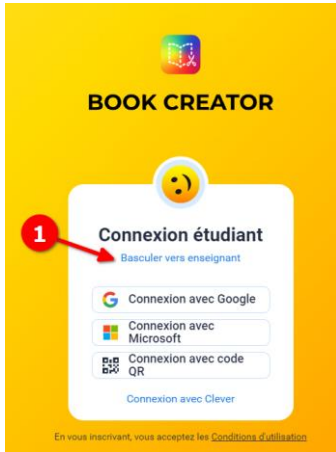 BOOK CREATOR
1
Connexion étudiant
Basculer vers enseignant
Connexion avec Google
Connexion avec
Microsoft
Connexion avec code
QR
Connexion avec Clever
En vous inscrivant, vous acceptez les Conditions d'utilisation